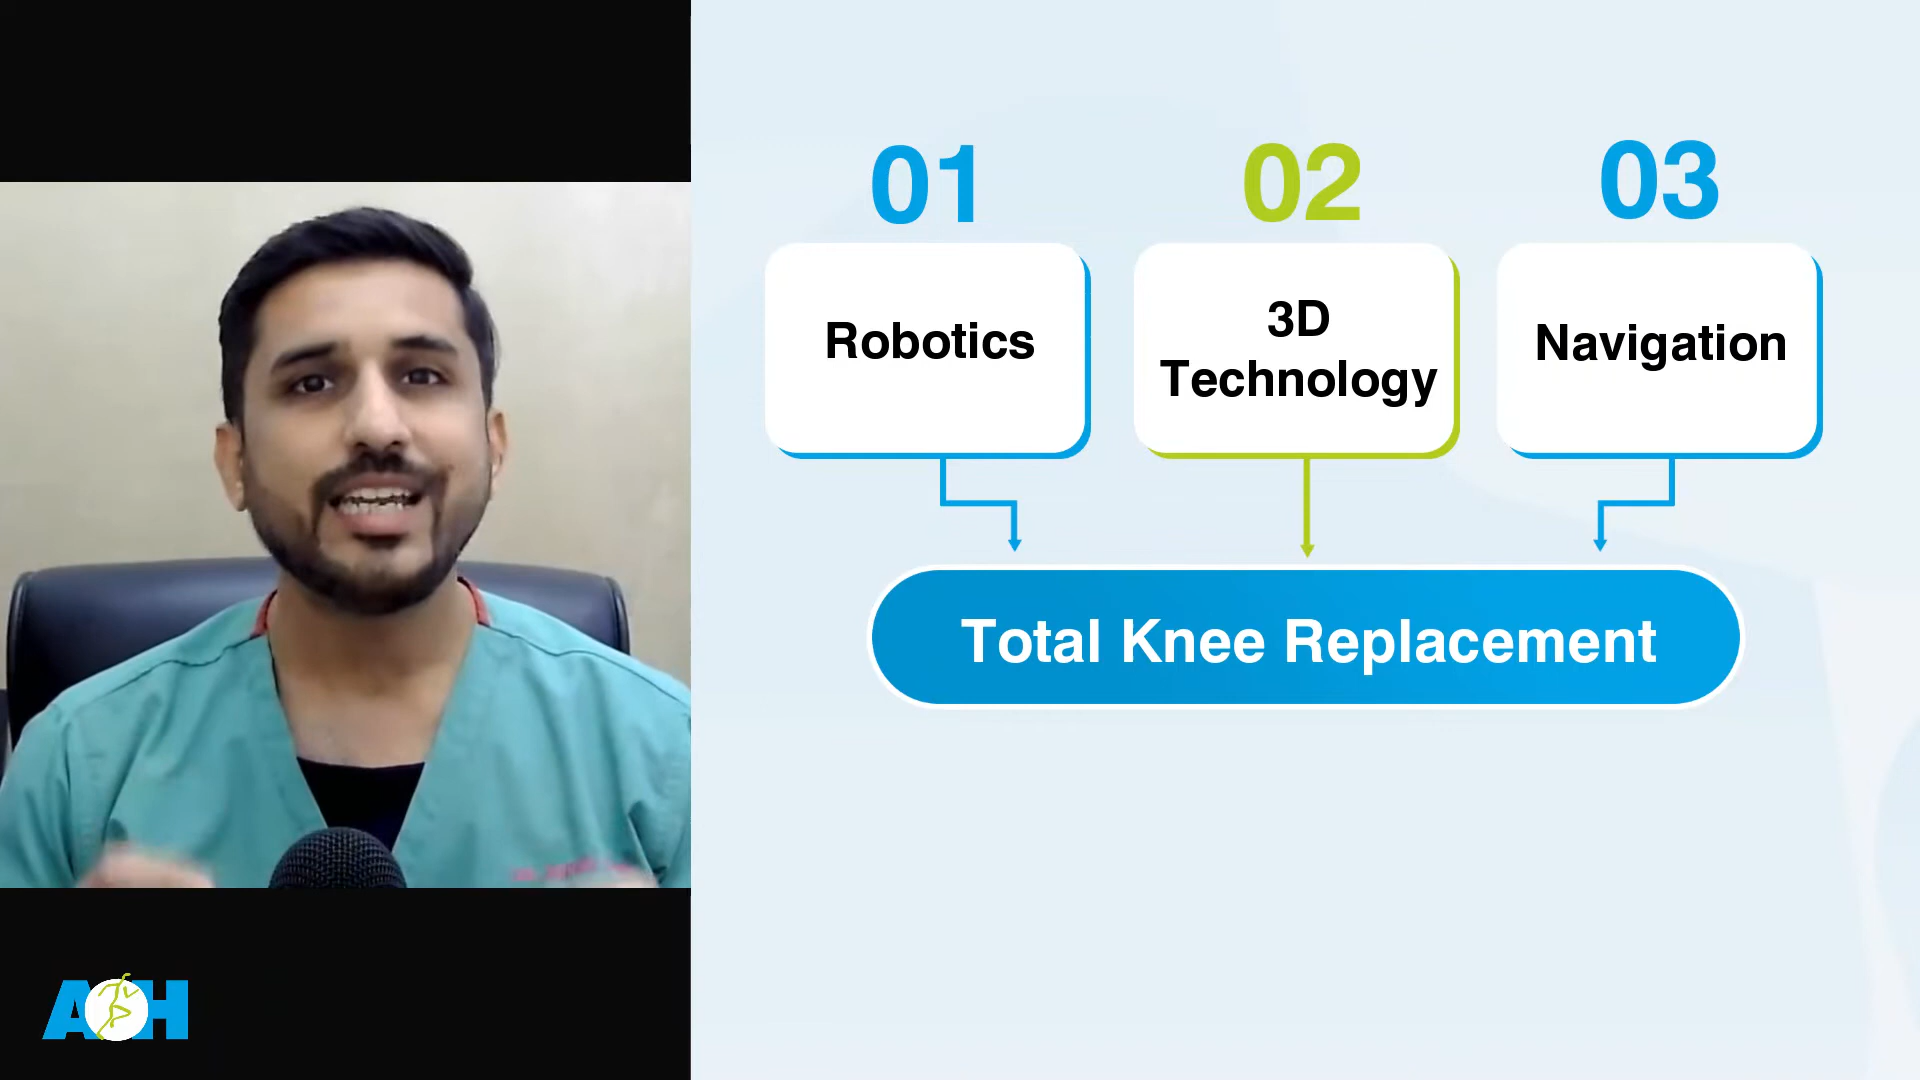 01
02
03
Robotics
3D
Technology
Navigation
Total Knee Replacement